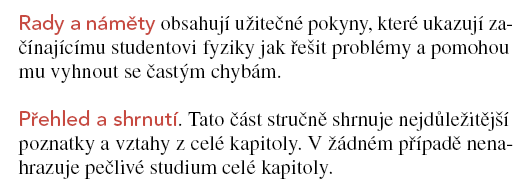 Rady a náměty obsahují užitečné pokyny, které ukazují za-
čínajícímu studentovi fyziky jak řešit problémy a pomohou
mu vyhnout se častým chybám.
Přehled a shrnutí. Tato část stručně shrnuje nejdůležitější
poznatky a vztahy z celé kapitoly. V žádném případě nena-
hrazuje pečlivé studium celé kapitoly.